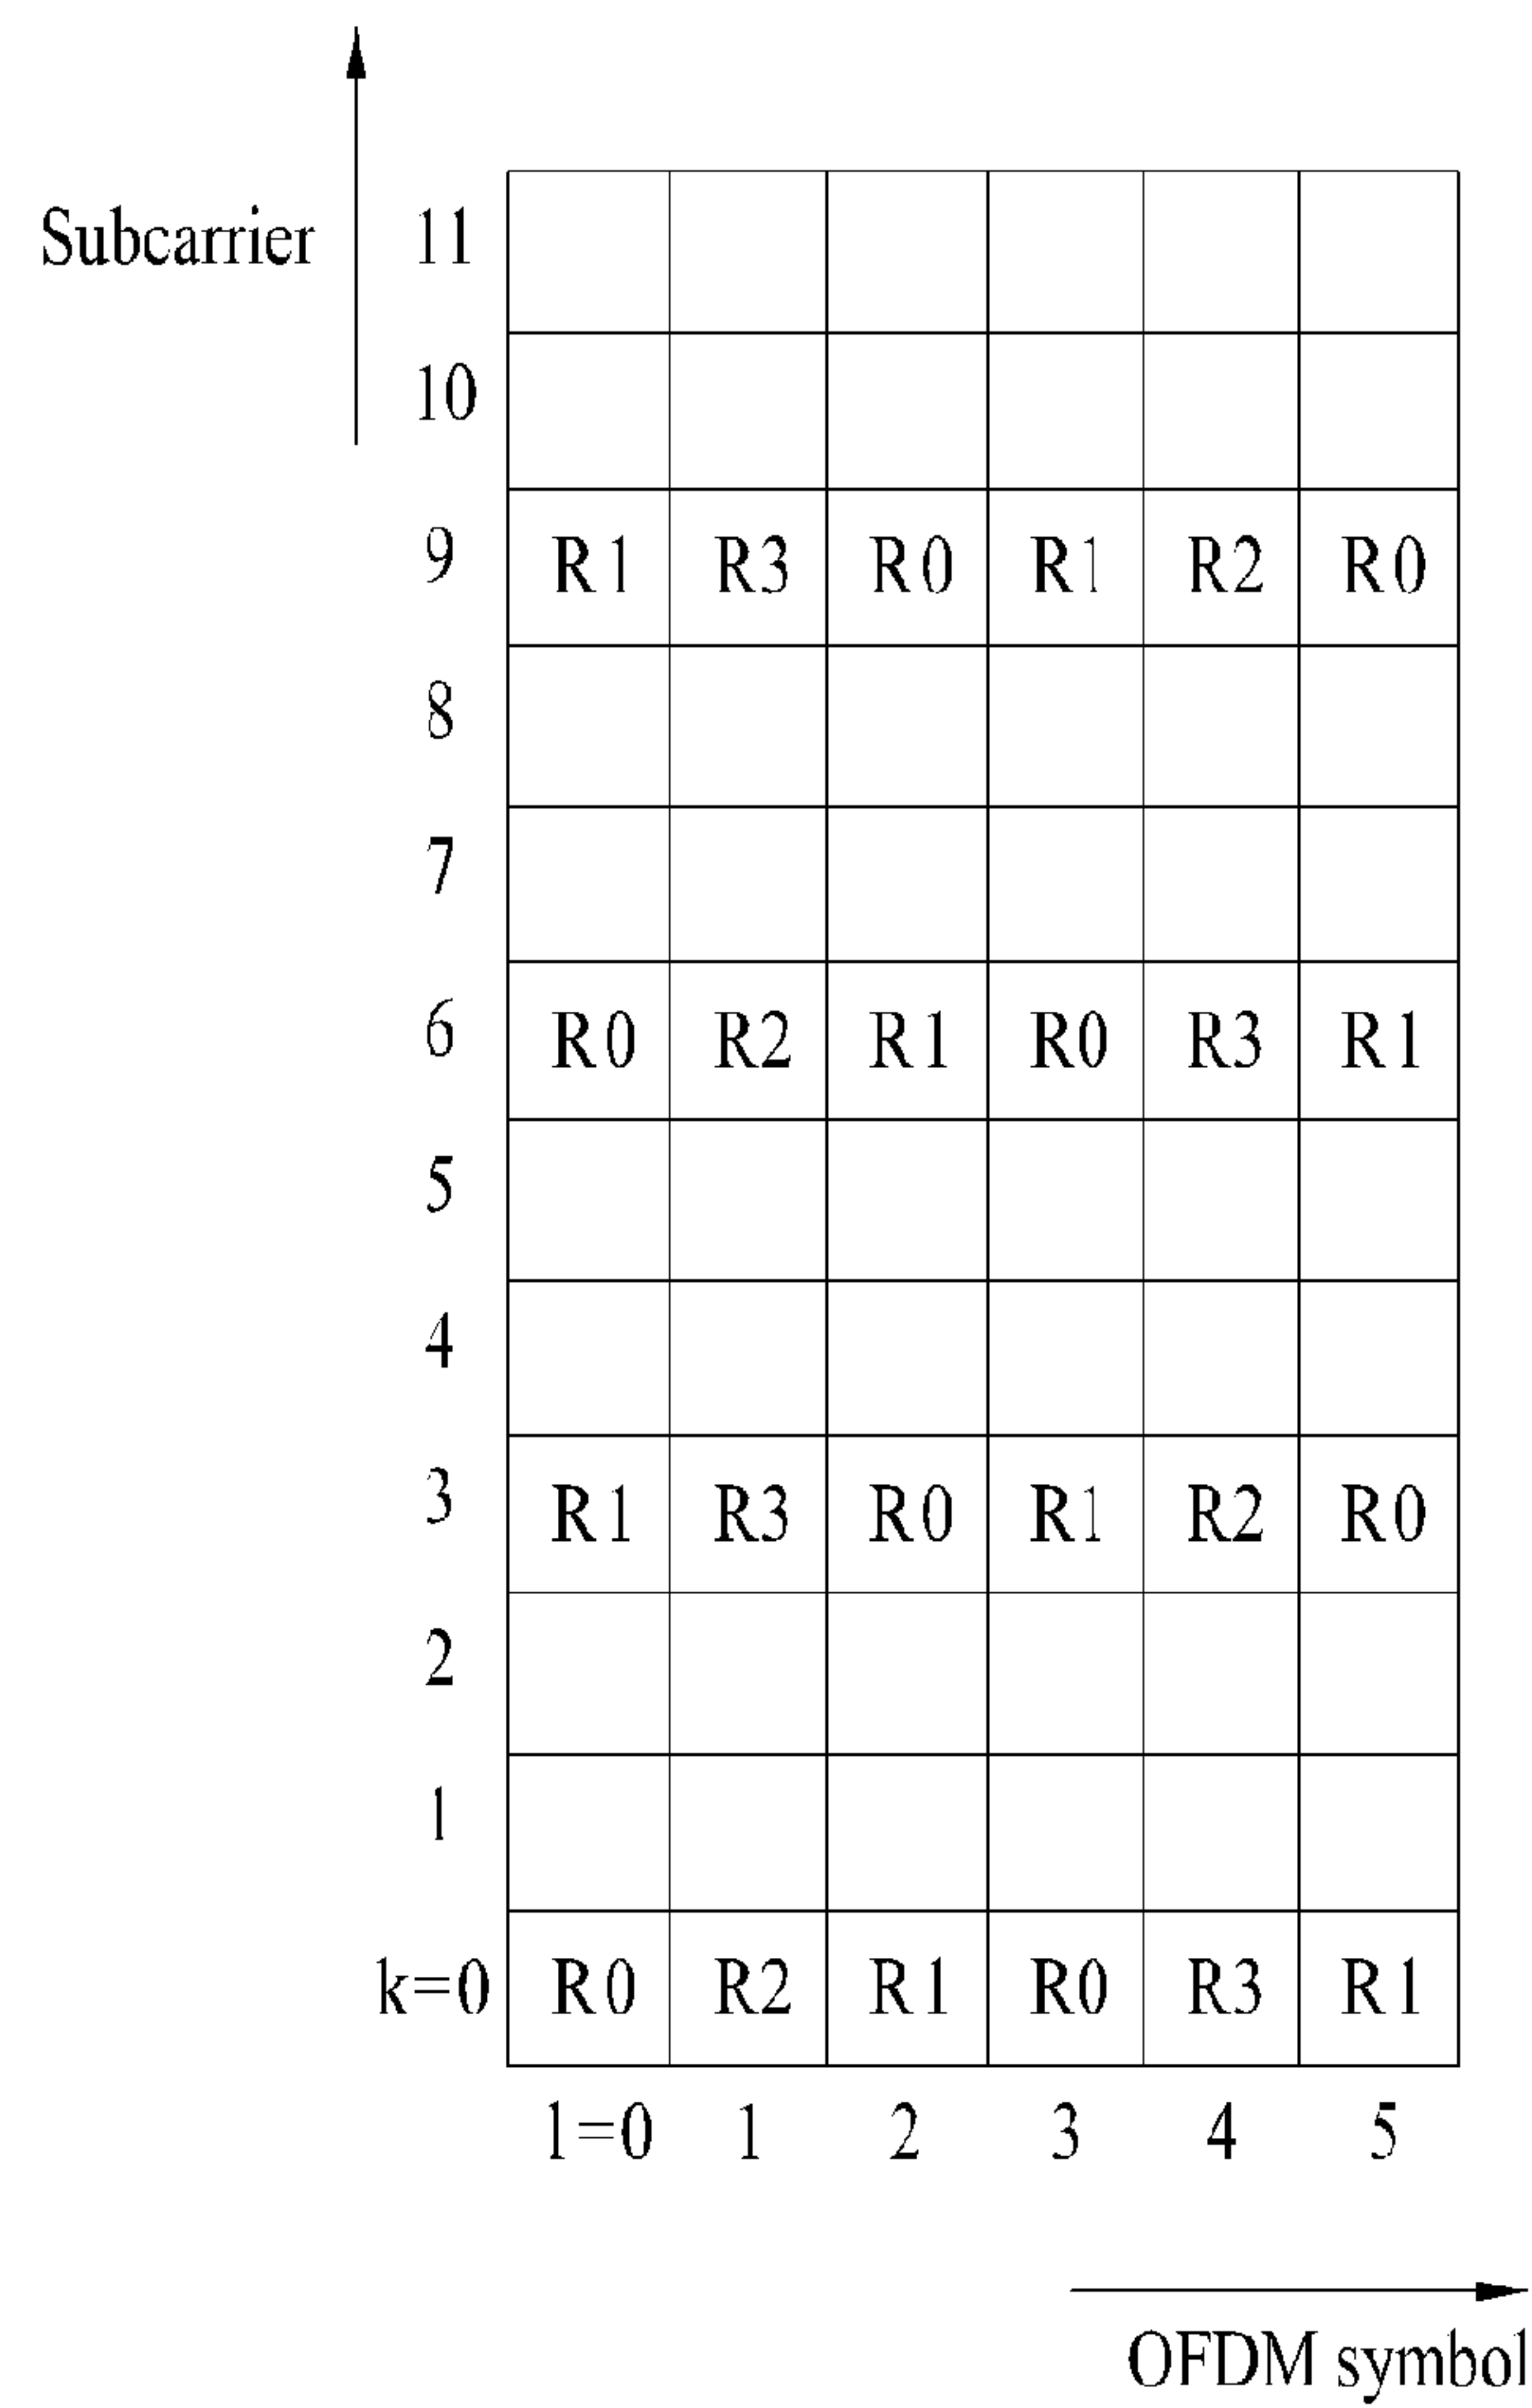 Subcarrier 11
10
9 R1 R3 R0 R1 R2 R0
8
7
6 R0 R2 R1 R0 R3 R1
5
4
3 R1 R3 R0 R1 R2 R0
2
1
k=0 R0 R2 R1 R0 R3 R1
l=0 1 2 3 4 5
OFDM symbol